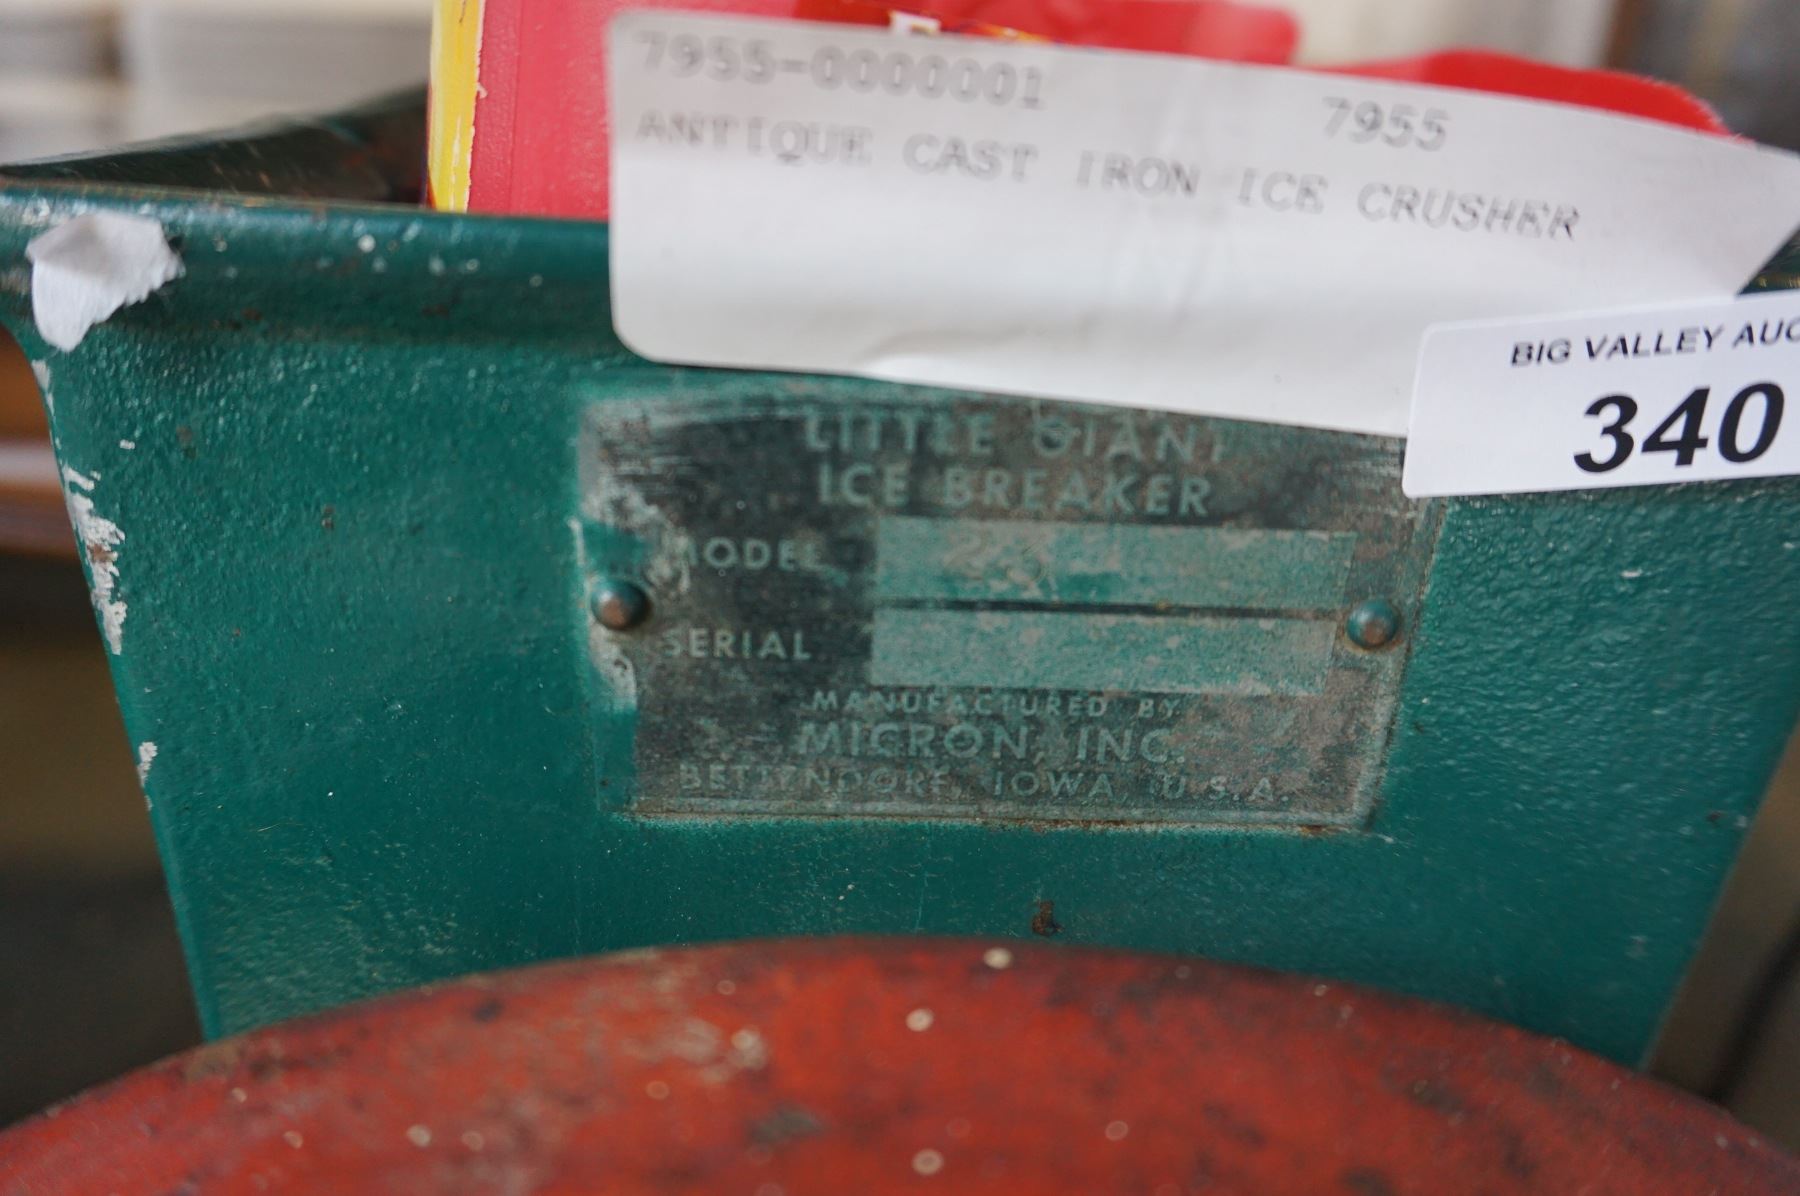 7955-0000001 7955
ANTIQUE CAST IRON ICE CRUSHER
BIG VALLEY AUC
340
LITTLE GIANT
ICE BREAKER
MODEL 23
SERIAL
MANUFACTURED BY
MICRON, INC.
BETTENDORF, IOWA, U.S.A.